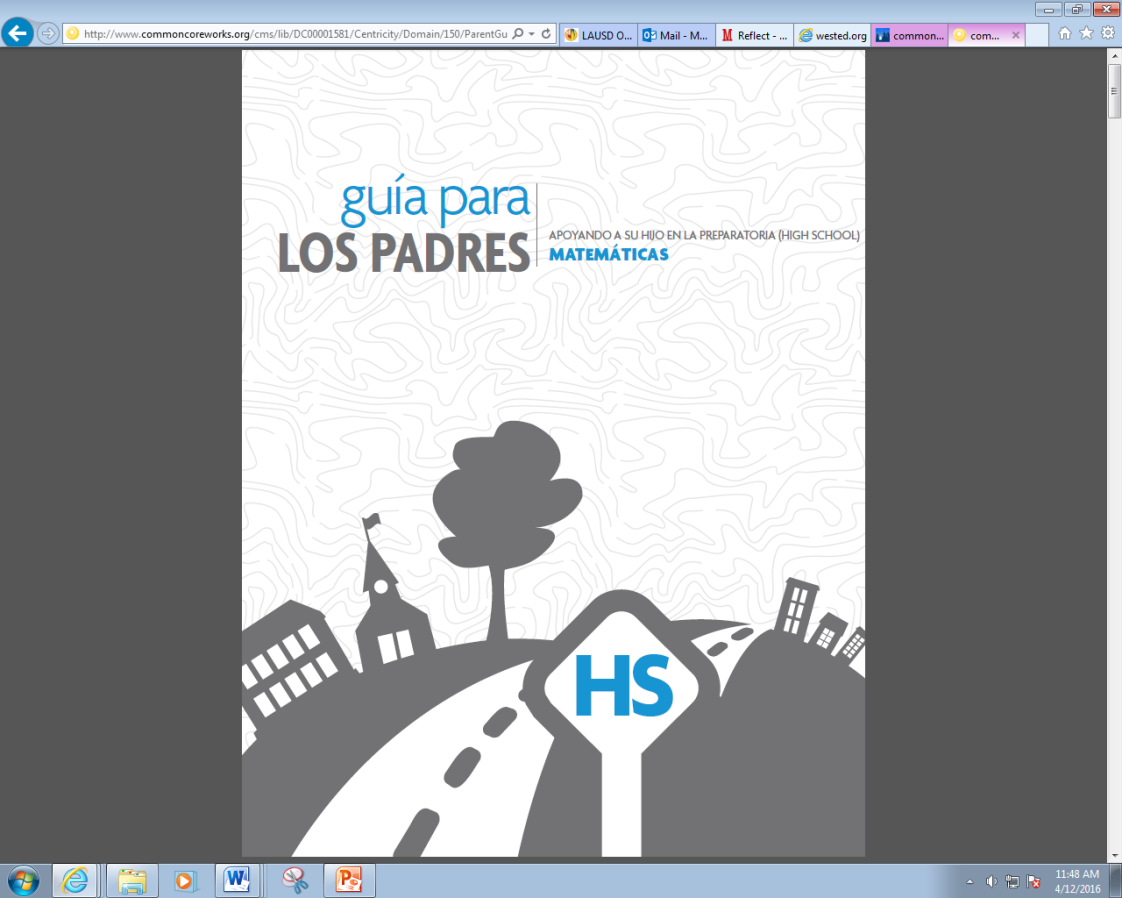 http://www.commoncoreworks.org/cms/lib/DC00001581/Centricity/Domain/150/ParentGu
LAUSD O...
Mail - M...
Reflect - ...
wested.org
common...
com...
guía para
LOS PADRES
APOYANDO A SU HIJO EN LA PREPARATORIA (HIGH SCHOOL)
MATEMÁTICAS
HS
11:48 AM
4/12/2016